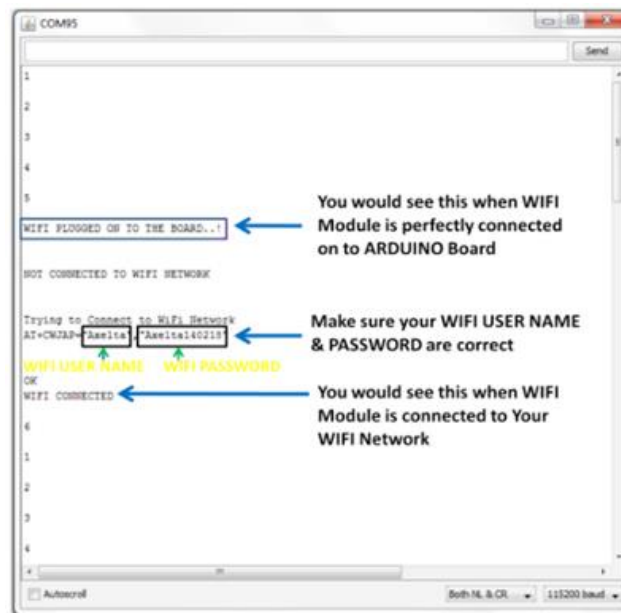 COM95
Send
1
2
3
4
5
WIFI PLUGGED ON TO THE BOARD..!
You would see this when WIFI
Module is perfectly connected
on to ARDUINO Board
NOT CONNECTED TO WIFI NETWORK
Trying to Connect to WiFi Network
AT+CWJAP="Axelta","Axelta140218"
Make sure your WIFI USER NAME
& PASSWORD are correct
WIFI USER NAME WIFI PASSWORD
OK
WIFI CONNECTED
You would see this when WIFI
Module is connected to Your
WIFI Network
6
1
2
3
4
Autoscroll
Both NL & CR
115200 baud